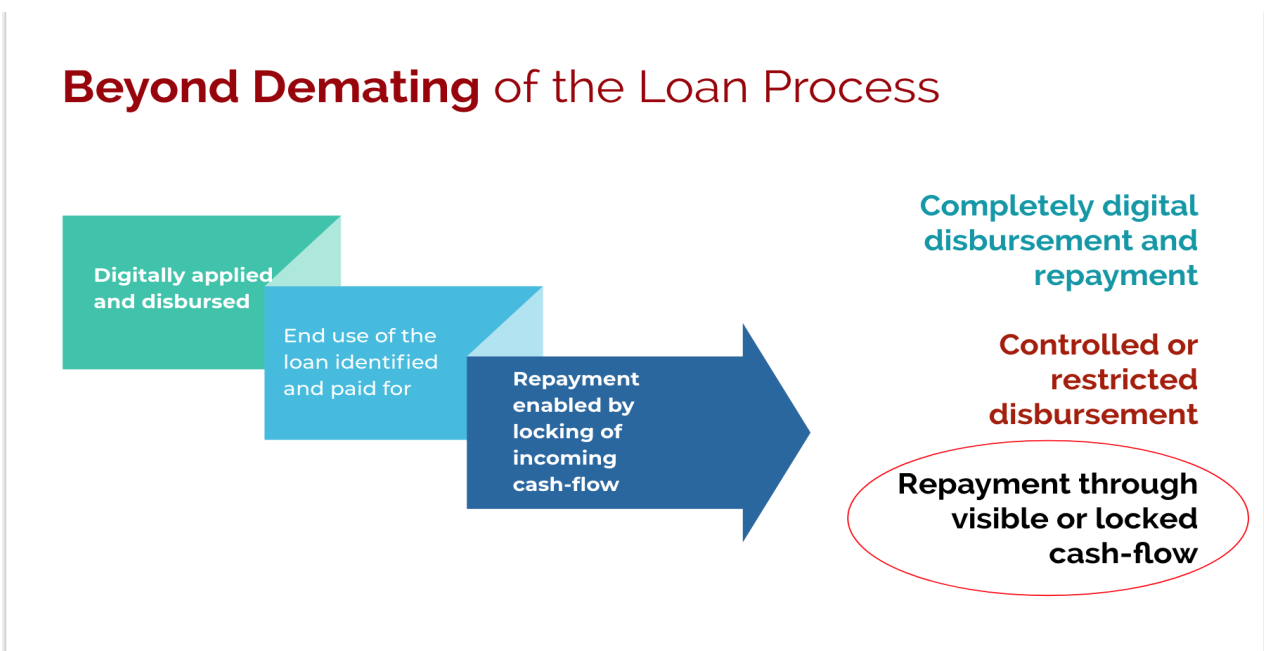 Beyond Demating of the Loan Process
Digitally applied
and disbursed
End use of the
loan identified
and paid for
Repayment
enabled by
locking of
incoming
cash-flow
Completely digital
disbursement and
repayment
Controlled or
restricted
disbursement
Repayment through
visible or locked
cash-flow